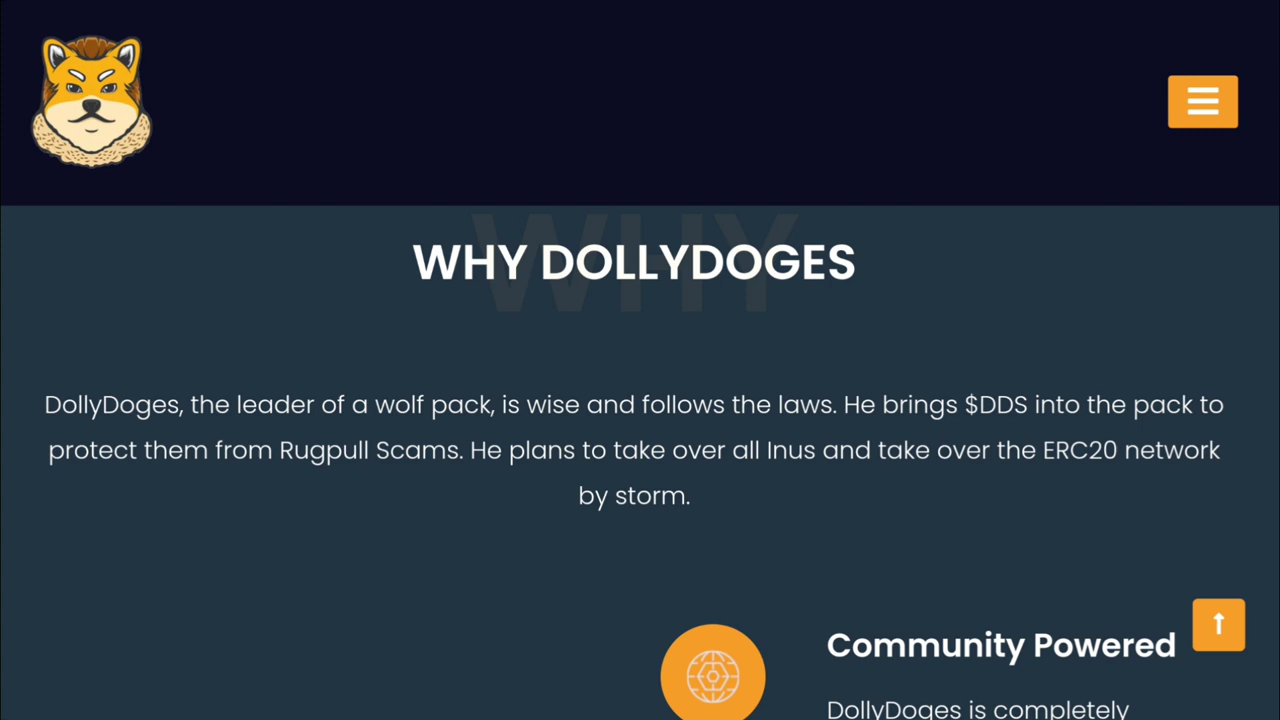 WHY
WHY DOLLYDOGES
DollyDoges, the leader of a wolf pack, is wise and follows the laws. He brings $DDS into the pack to
protect them from Rugpull Scams. He plans to take over all Inus and take over the ERC20 network
by storm.
Community Powered
DollyDoges is completely